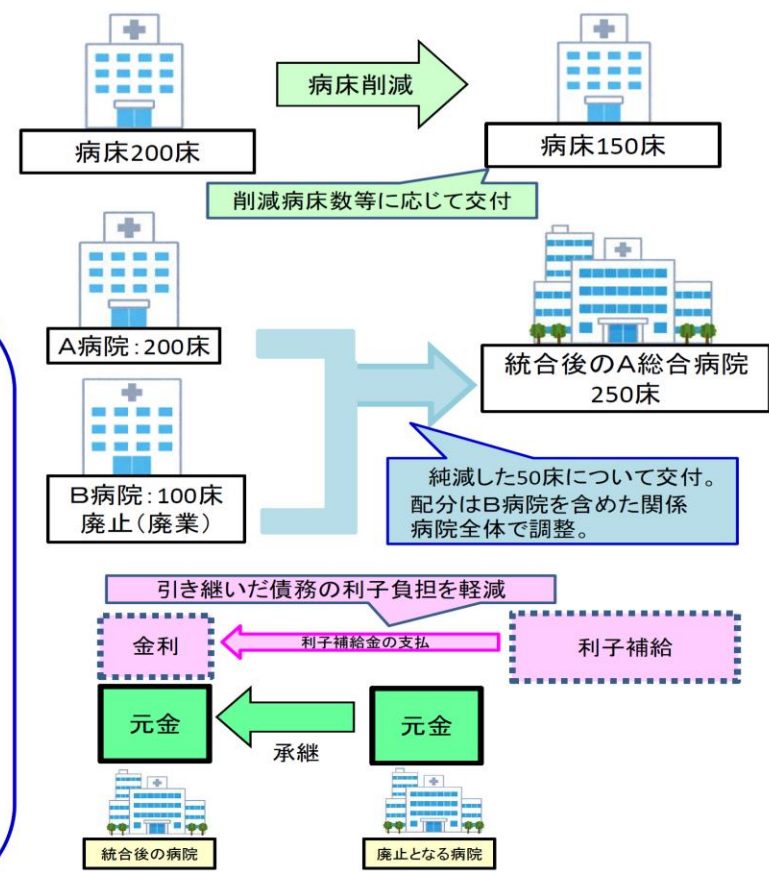 病床削減
病床200床
病床150床
削減病床数等に応じて交付
A病院:200床
B病院:100床
廃止(廃業)
統合後のA総合病院
250床
純減した50床について交付。
配分はB病院を含めた関係
病院全体で調整。
引き継いだ債務の利子負担を軽減
金利
利子補給金の支払
利子補給
元金
承継
元金
統合後の病院
廃止となる病院